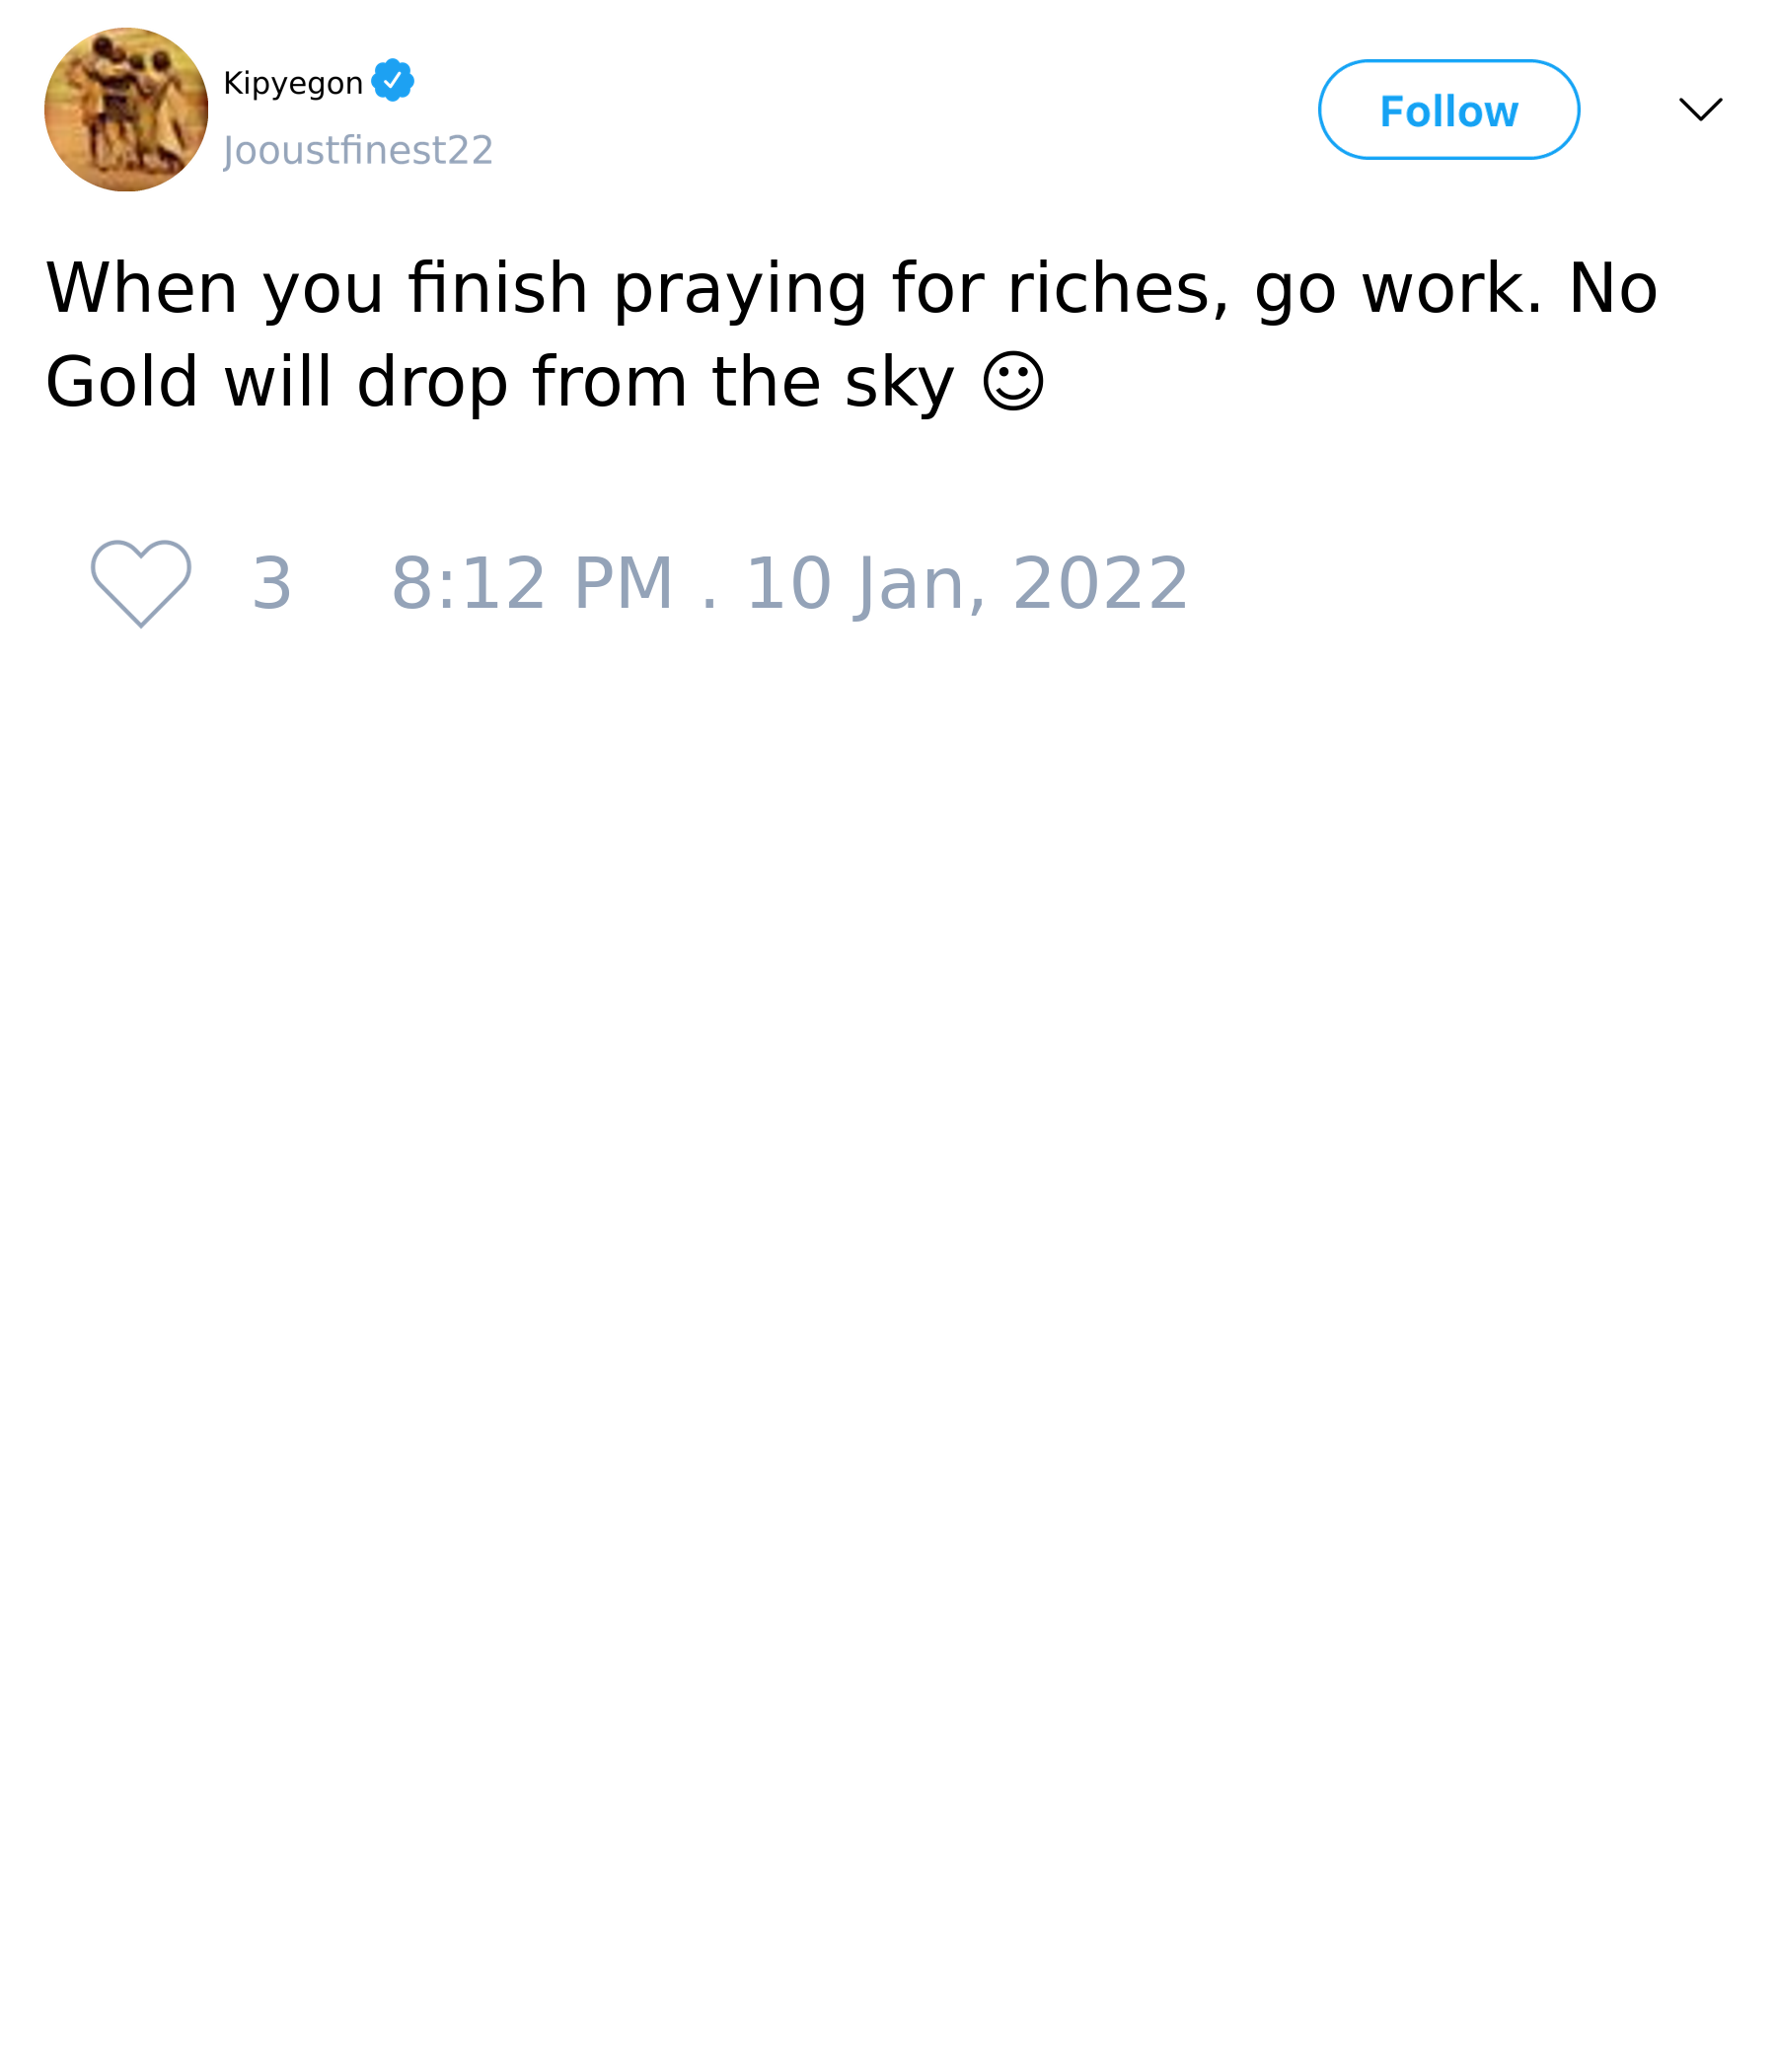 Kipyegon
Jooustfinest22
Follow
When you finish praying for riches, go work. No
Gold will drop from the sky ☺
3 8:12 PM . 10 Jan, 2022